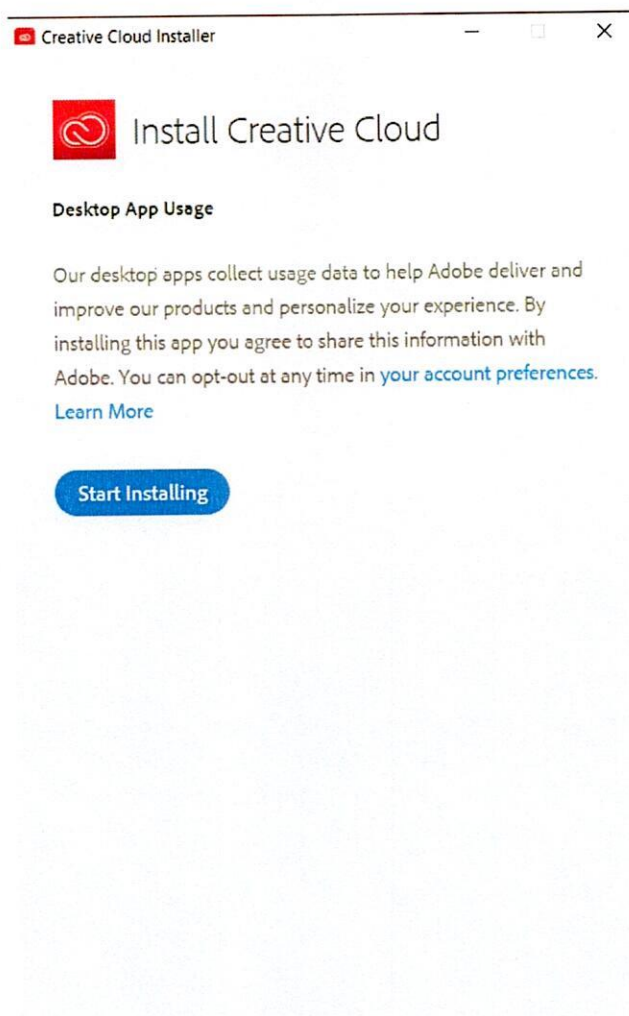 Creative Cloud Installer
Install Creative Cloud
Desktop App Usage
Our desktop apps collect usage data to help Adobe deliver and
improve our products and personalize your experience. By
installing this app you agree to share this information with
Adobe. You can opt-out at any time in your account preferences.
Learn More
Start Installing